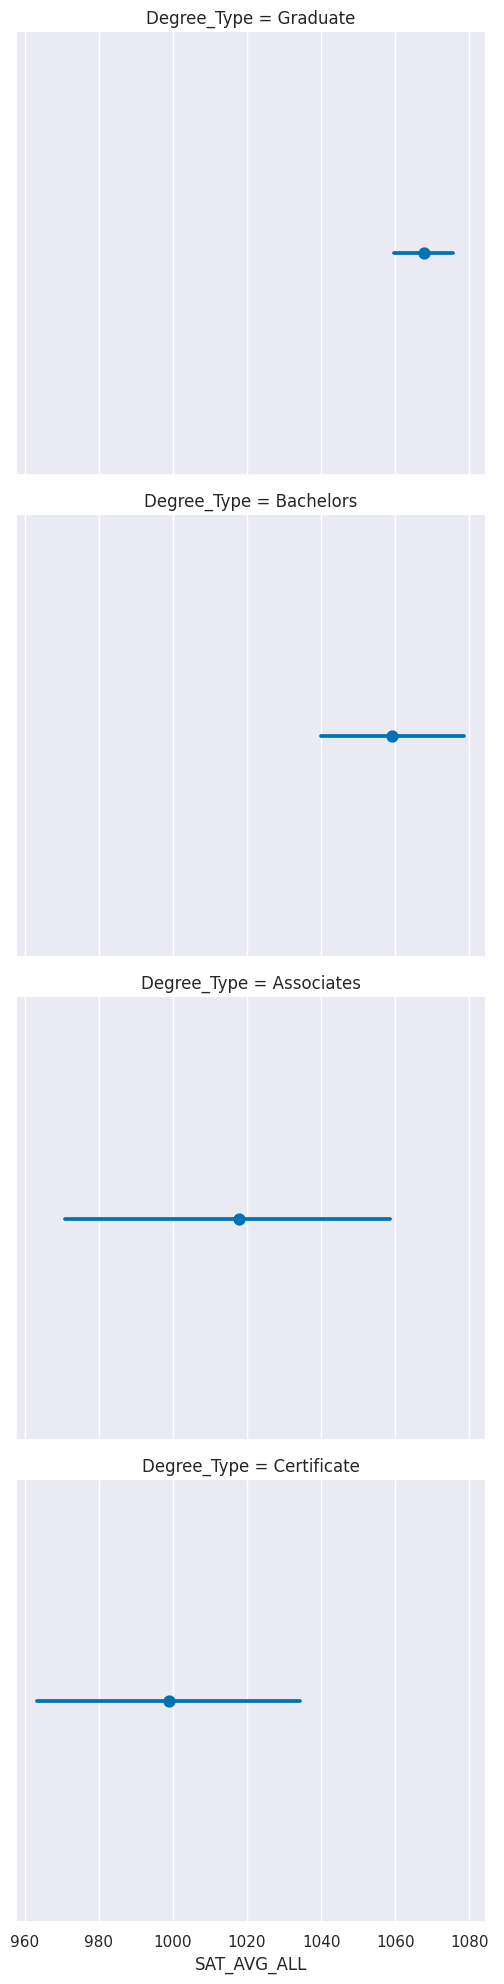 Degree_Type = Graduate
Degree_Type = Bachelors
Degree_Type = Associates
Degree_Type = Certificate
960 980 1000 1020 1040 1060 1080
SAT_AVG_ALL